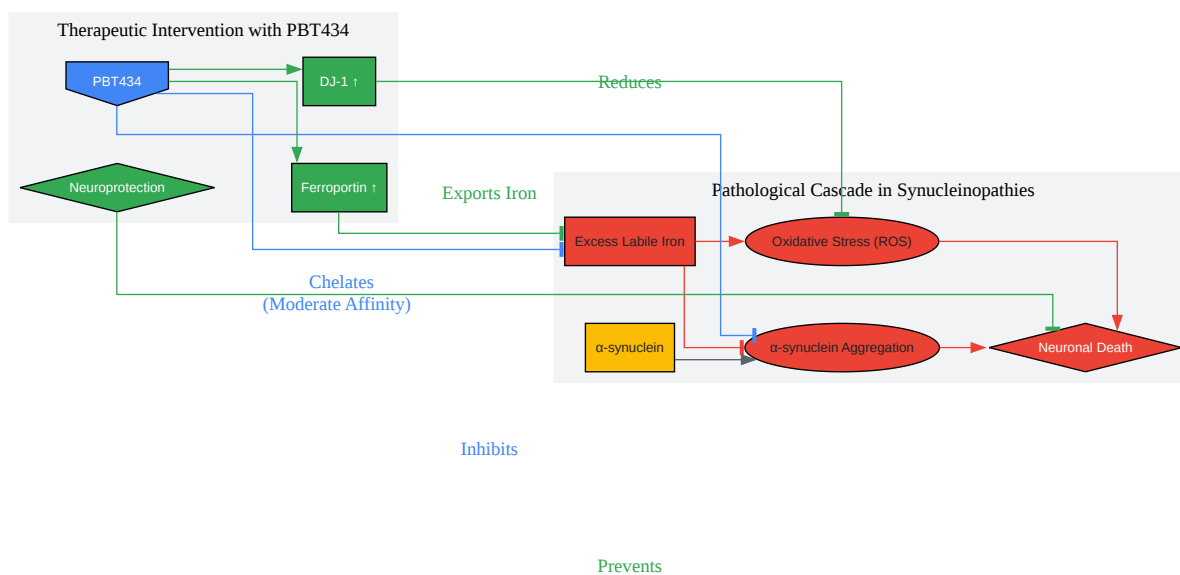 Therapeutic Intervention with PBT434
PBT434
DJ-1 ↑
Reduces
Neuroprotection
Ferroportin ↑
Exports Iron
Pathological Cascade in Synucleinopathies
Excess Labile Iron
Oxidative Stress (ROS)
Chelates
(Moderate Affinity)
α-synuclein
α-synuclein Aggregation
Neuronal Death
Inhibits
Prevents